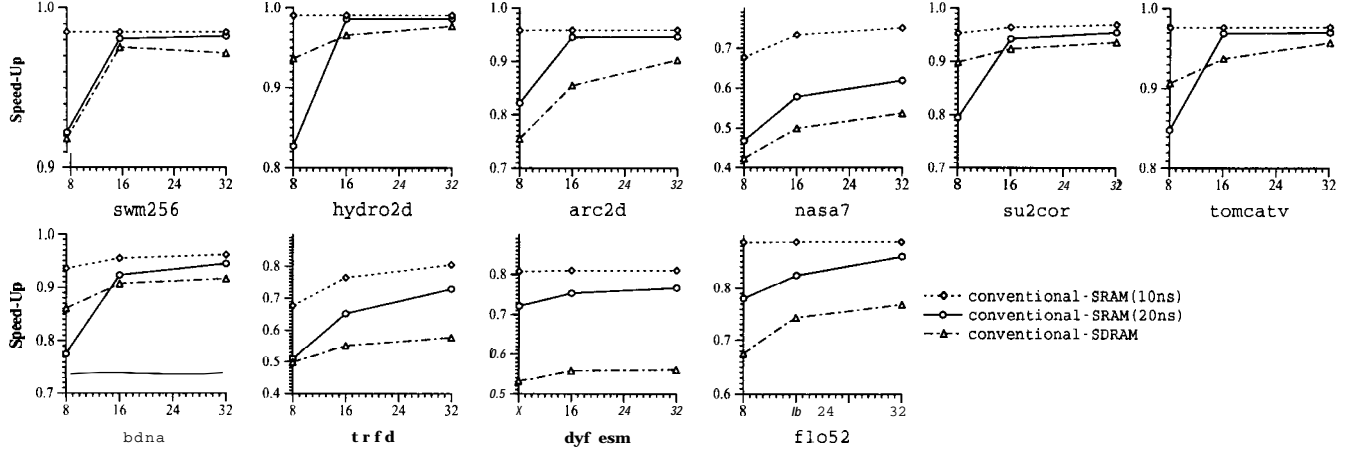 Speed-Up
1.0
0.9
8 16 24 32
swm256
1.0
0.9
0.8
8 16 24 32
hydro2d
1.0
0.9
0.8
0.7
8 16 24 32
arc2d
0.7
0.6
0.5
0.4
8 16 24 32
nasa7
1.0
0.9
0.8
0.7
8 16 24 32
su2cor
1.0
0.9
0.8
8 16 24 32
tomcatv
Speed-Up
1.0
0.9
0.8
0.7
8 16 24 32
bdna
0.8
0.7
0.6
0.5
0.4
8 16 24 32
trfd
0.8
0.7
0.6
0.5
X 16 24 32
dyf esm
0.8
0.7
0.6
8 lb 24 32
flo52
conventional-SRAM(10ns)
conventional-SRAM(20ns)
conventional-SDRAM